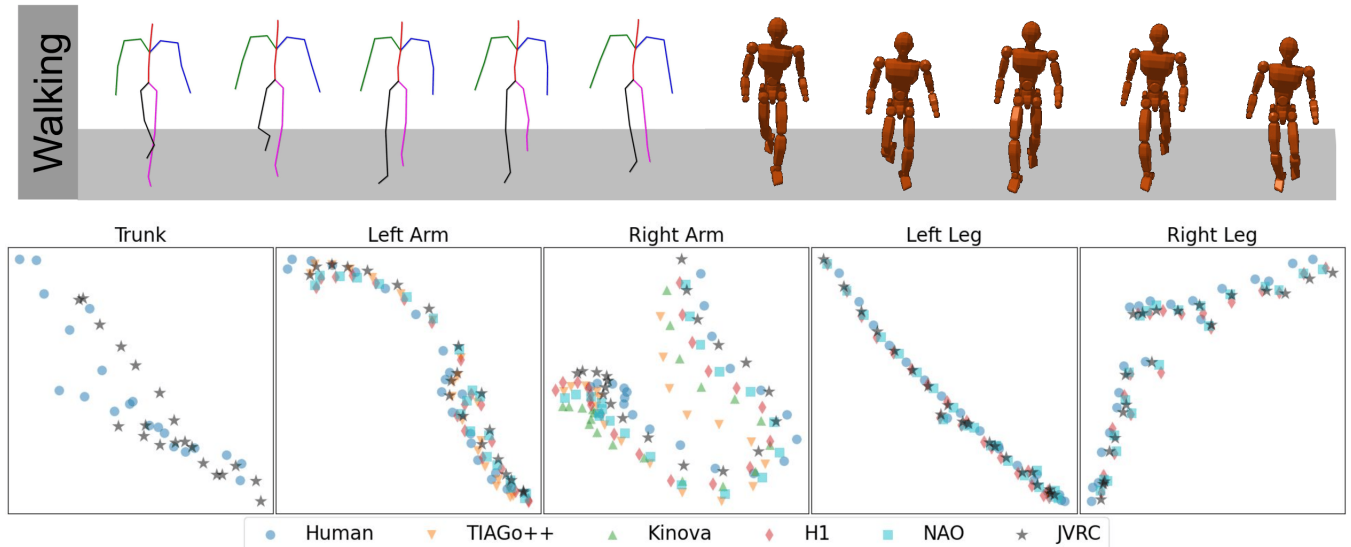 Walking
Trunk
Left Arm
Right Arm
Left Leg
Right Leg
Human
TIAGo++
Kinova
H1
NAO
JVRC